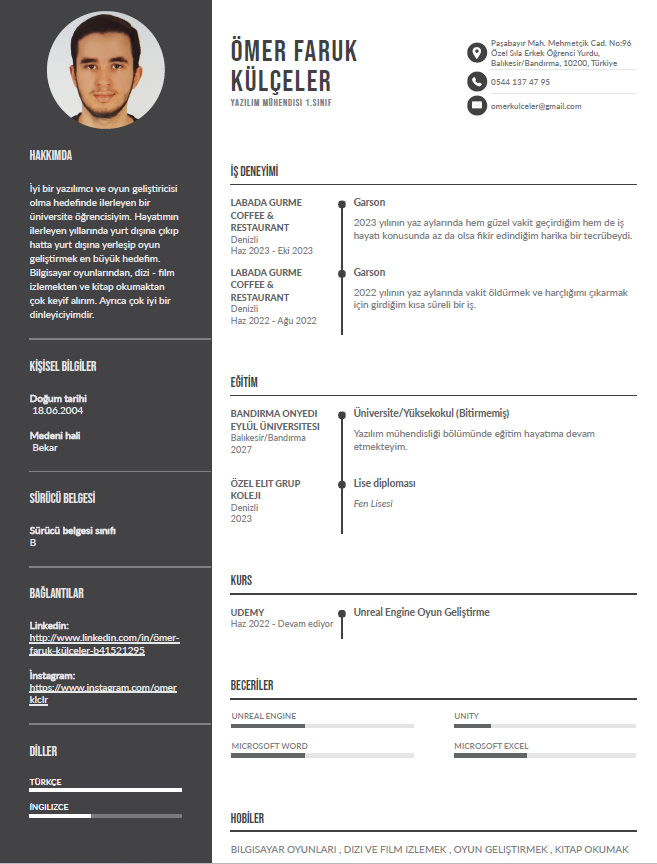 ÖMER FARUK
KÜLÇELER
YAZILIM MÜHENDISI 1.SINIF
Paşabayır Mah. Mehmetçik Cad. No:96
Özel Sıla Erkek Öğrenci Yurdu,
Balıkesir/Bandırma, 10200, Türkiye
0544 137 47 95
omerkulceler@gmail.com
HAKKIMDA
İyi bir yazılımcı ve oyun geliştiricisi
olma hedefinde ilerleyen bir
üniversite öğrencisiyim. Hayatımın
ilerleyen yıllarında yurt dışına çıkıp
hatta yurt dışına yerleşip oyun
geliştirmek en büyük hedefim.
Bilgisayar oyunlarından, dizi - film
izlemekten ve kitap okumaktan
çok keyif alırım. Ayrıca çok iyi bir
dinleyiciyimdir.
KİŞİSEL BİLGİLER
Doğum tarihi
18.06.2004
Medeni hali
Bekar
SÜRÜCÜ BELGESİ
Sürücü belgesi sınıfı
B
BAĞLANTILAR
Linkedin:
http://www.linkedin.com/in/ömer-
faruk-külceler-b41521295
İnstagram:
https://www.instagram.com/omer
klclr
DİLLER
TÜRKÇE
İNGILIZCE
İŞ DENEYİMİ
LABADA GURME
COFFEE &
RESTAURANT
Denizli
Haz 2023 - Eki 2023
Garson
2023 yılının yaz aylarında hem güzel vakit geçirdiğim hem de iş
hayatı konusunda az da olsa fikir edindiğim harika bir tecrübeydi.
LABADA GURME
COFFEE &
RESTAURANT
Denizli
Haz 2022 - Ağu 2022
Garson
2022 yılının yaz aylarında vakit öldürmek ve harçlığımı çıkarmak
için girdiğim kısa süreli bir iş.
EĞİTİM
BANDIRMA ONYEDI
EYLÜL ÜNIVERSITESI
Balıkesir/Bandırma
2027
Üniversite/Yüksekokul (Bitirmemiş)
Yazılım mühendisliği bölümünde eğitim hayatıma devam
etmekteyim.
ÖZEL ELIT GRUP
KOLEJI
Denizli
2023
Lise diploması
Fen Lisesi
KURS
UDEMY
Haz 2022 - Devam ediyor
Unreal Engine Oyun Geliştirme
BECERİLER
UNREAL ENGINE
UNITY
MICROSOFT WORD
MICROSOFT EXCEL
HOBİLER
BILGISAYAR OYUNLARI , DIZI VE FILM IZLEMEK , OYUN GELIŞTIRMEK , KITAP OKUMAK